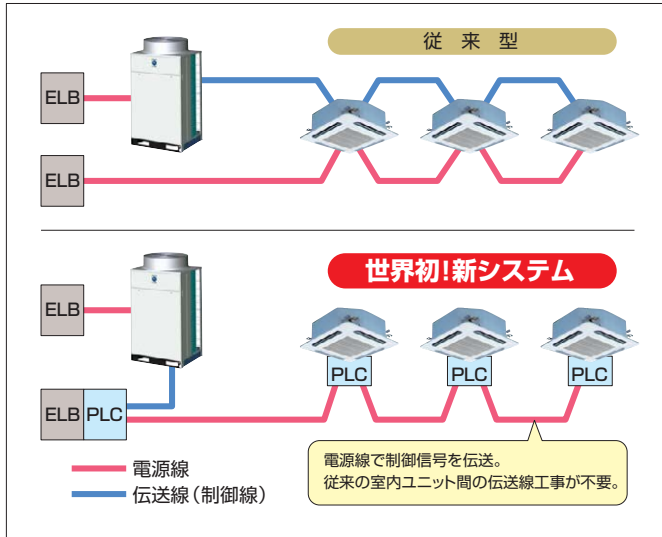 従来型
ELB
ELB
世界初!新システム
ELB
PLC
PLC
PLC
ELB PLC
電源線で制御信号を伝送。
従来の室内ユニット間の伝送線工事が不要。
電源線
伝送線(制御線)